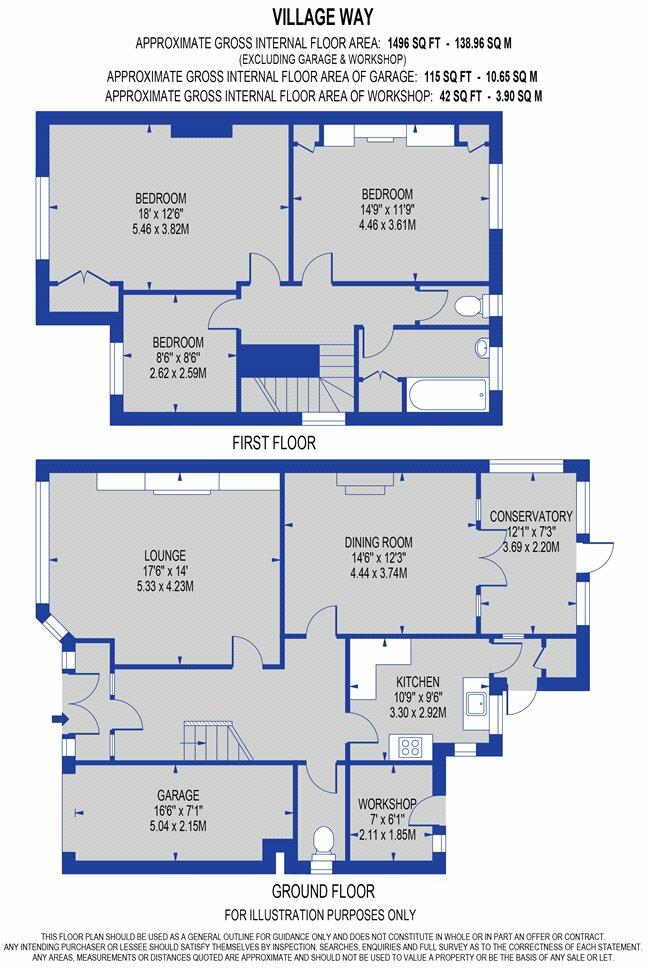 VILLAGE WAY
APPROXIMATE GROSS INTERNAL FLOOR AREA: 1496 SQ FT - 138.96 SQ M
(EXCLUDING GARAGE & WORKSHOP)
APPROXIMATE GROSS INTERNAL FLOOR AREA OF GARAGE: 115 SQ FT - 10.65 SQ M
APPROXIMATE GROSS INTERNAL FLOOR AREA OF WORKSHOP: 42 SQ FT - 3.90 SQ M
BEDROOM
18' x 12'6"
5.46 x 3.82M
BEDROOM
14'9" x 11'9"
4.46 x 3.61M
BEDROOM
8'6" x 8'6"
2.62 x 2.59M
FIRST FLOOR
LOUNGE
17'6" x 14'
5.33 x 4.23M
DINING ROOM
14'6" x 12'3"
4.44 x 3.74M
CONSERVATORY
12'1" x 7'3"
3.69 x 2.20M
KITCHEN
10'9" x 9'6"
3.30 x 2.92M
GARAGE
16'6" x 7'1"
5.04 x 2.15M
WORKSHOP
7' x 6'1"
2.11 x 1.85M
GROUND FLOOR
FOR ILLUSTRATION PURPOSES ONLY
THIS FLOOR PLAN SHOULD BE USED AS A GENERAL OUTLINE FOR GUIDANCE ONLY AND DOES NOT CONSTITUTE IN WHOLE OR IN PART AN OFFER OR CONTRACT.
ANY INTENDING PURCHASER OR LESSEE SHOULD SATISFY THEMSELVES BY INSPECTION, SEARCHES, ENQUIRIES AND FULL SURVEY AS TO THE CORRECTNESS OF EACH STATEMENT.
ANY AREAS, MEASUREMENTS OR DISTANCES QUOTED ARE APPROXIMATE AND SHOULD NOT BE USED TO VALUE A PROPERTY OR BE THE BASIS OF ANY SALE OR LET.